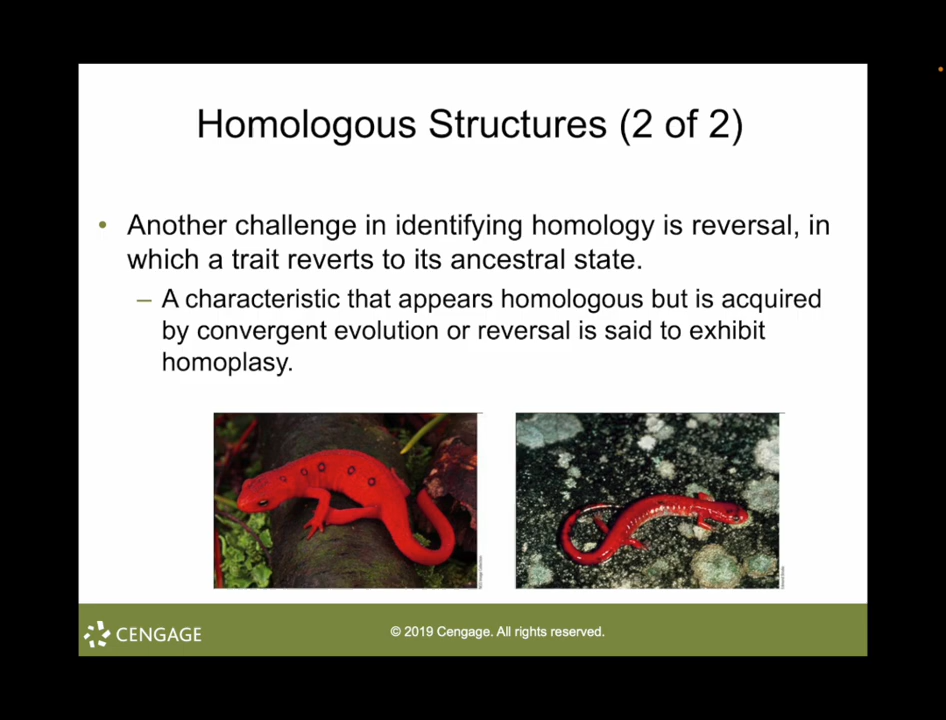 Homologous Structures (2 of 2)
• Another challenge in identifying homology is reversal, in
which a trait reverts to its ancestral state.
– A characteristic that appears homologous but is acquired
by convergent evolution or reversal is said to exhibit
homoplasy.
CENGAGE
© 2019 Cengage. All rights reserved.